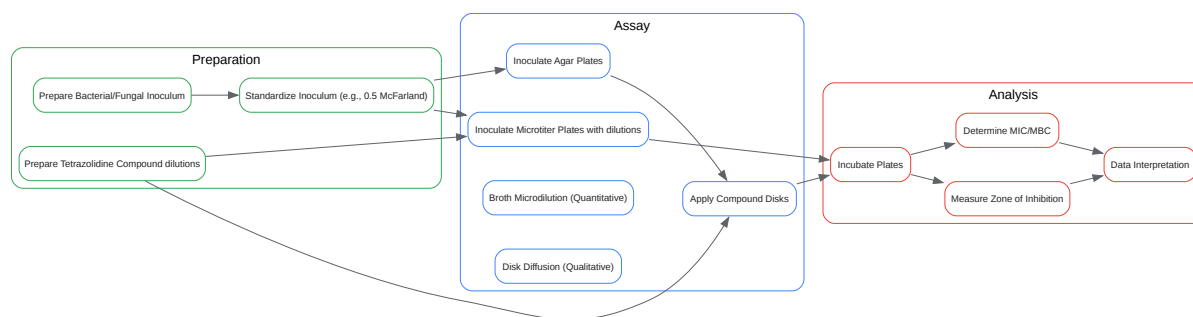 Preparation
Prepare Bacterial/Fungal Inoculum
Standardize Inoculum (e.g., 0.5 McFarland)
Prepare Tetrazolidine Compound dilutions
Assay
Inoculate Agar Plates
Inoculate Microtiter Plates with dilutions
Broth Microdilution (Quantitative)
Apply Compound Disks
Disk Diffusion (Qualitative)
Analysis
Determine MIC/MBC
Incubate Plates
Data Interpretation
Measure Zone of Inhibition